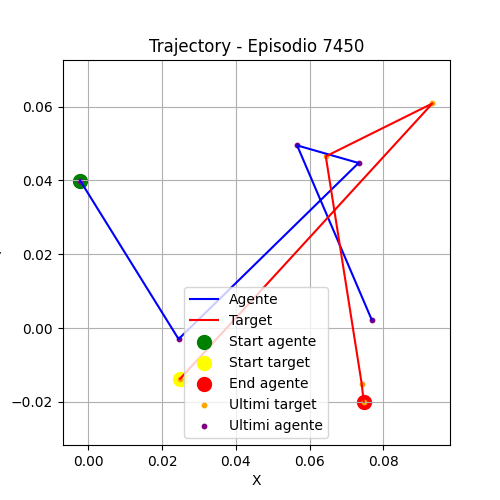 Trajectory - Episodio 7450
0.06
0.04
0.02
0.00
−0.02
0.00 0.02 0.04 0.06 0.08
X
Agente
Target
Start agente
Start target
End agente
Ultimi target
Ultimi agente